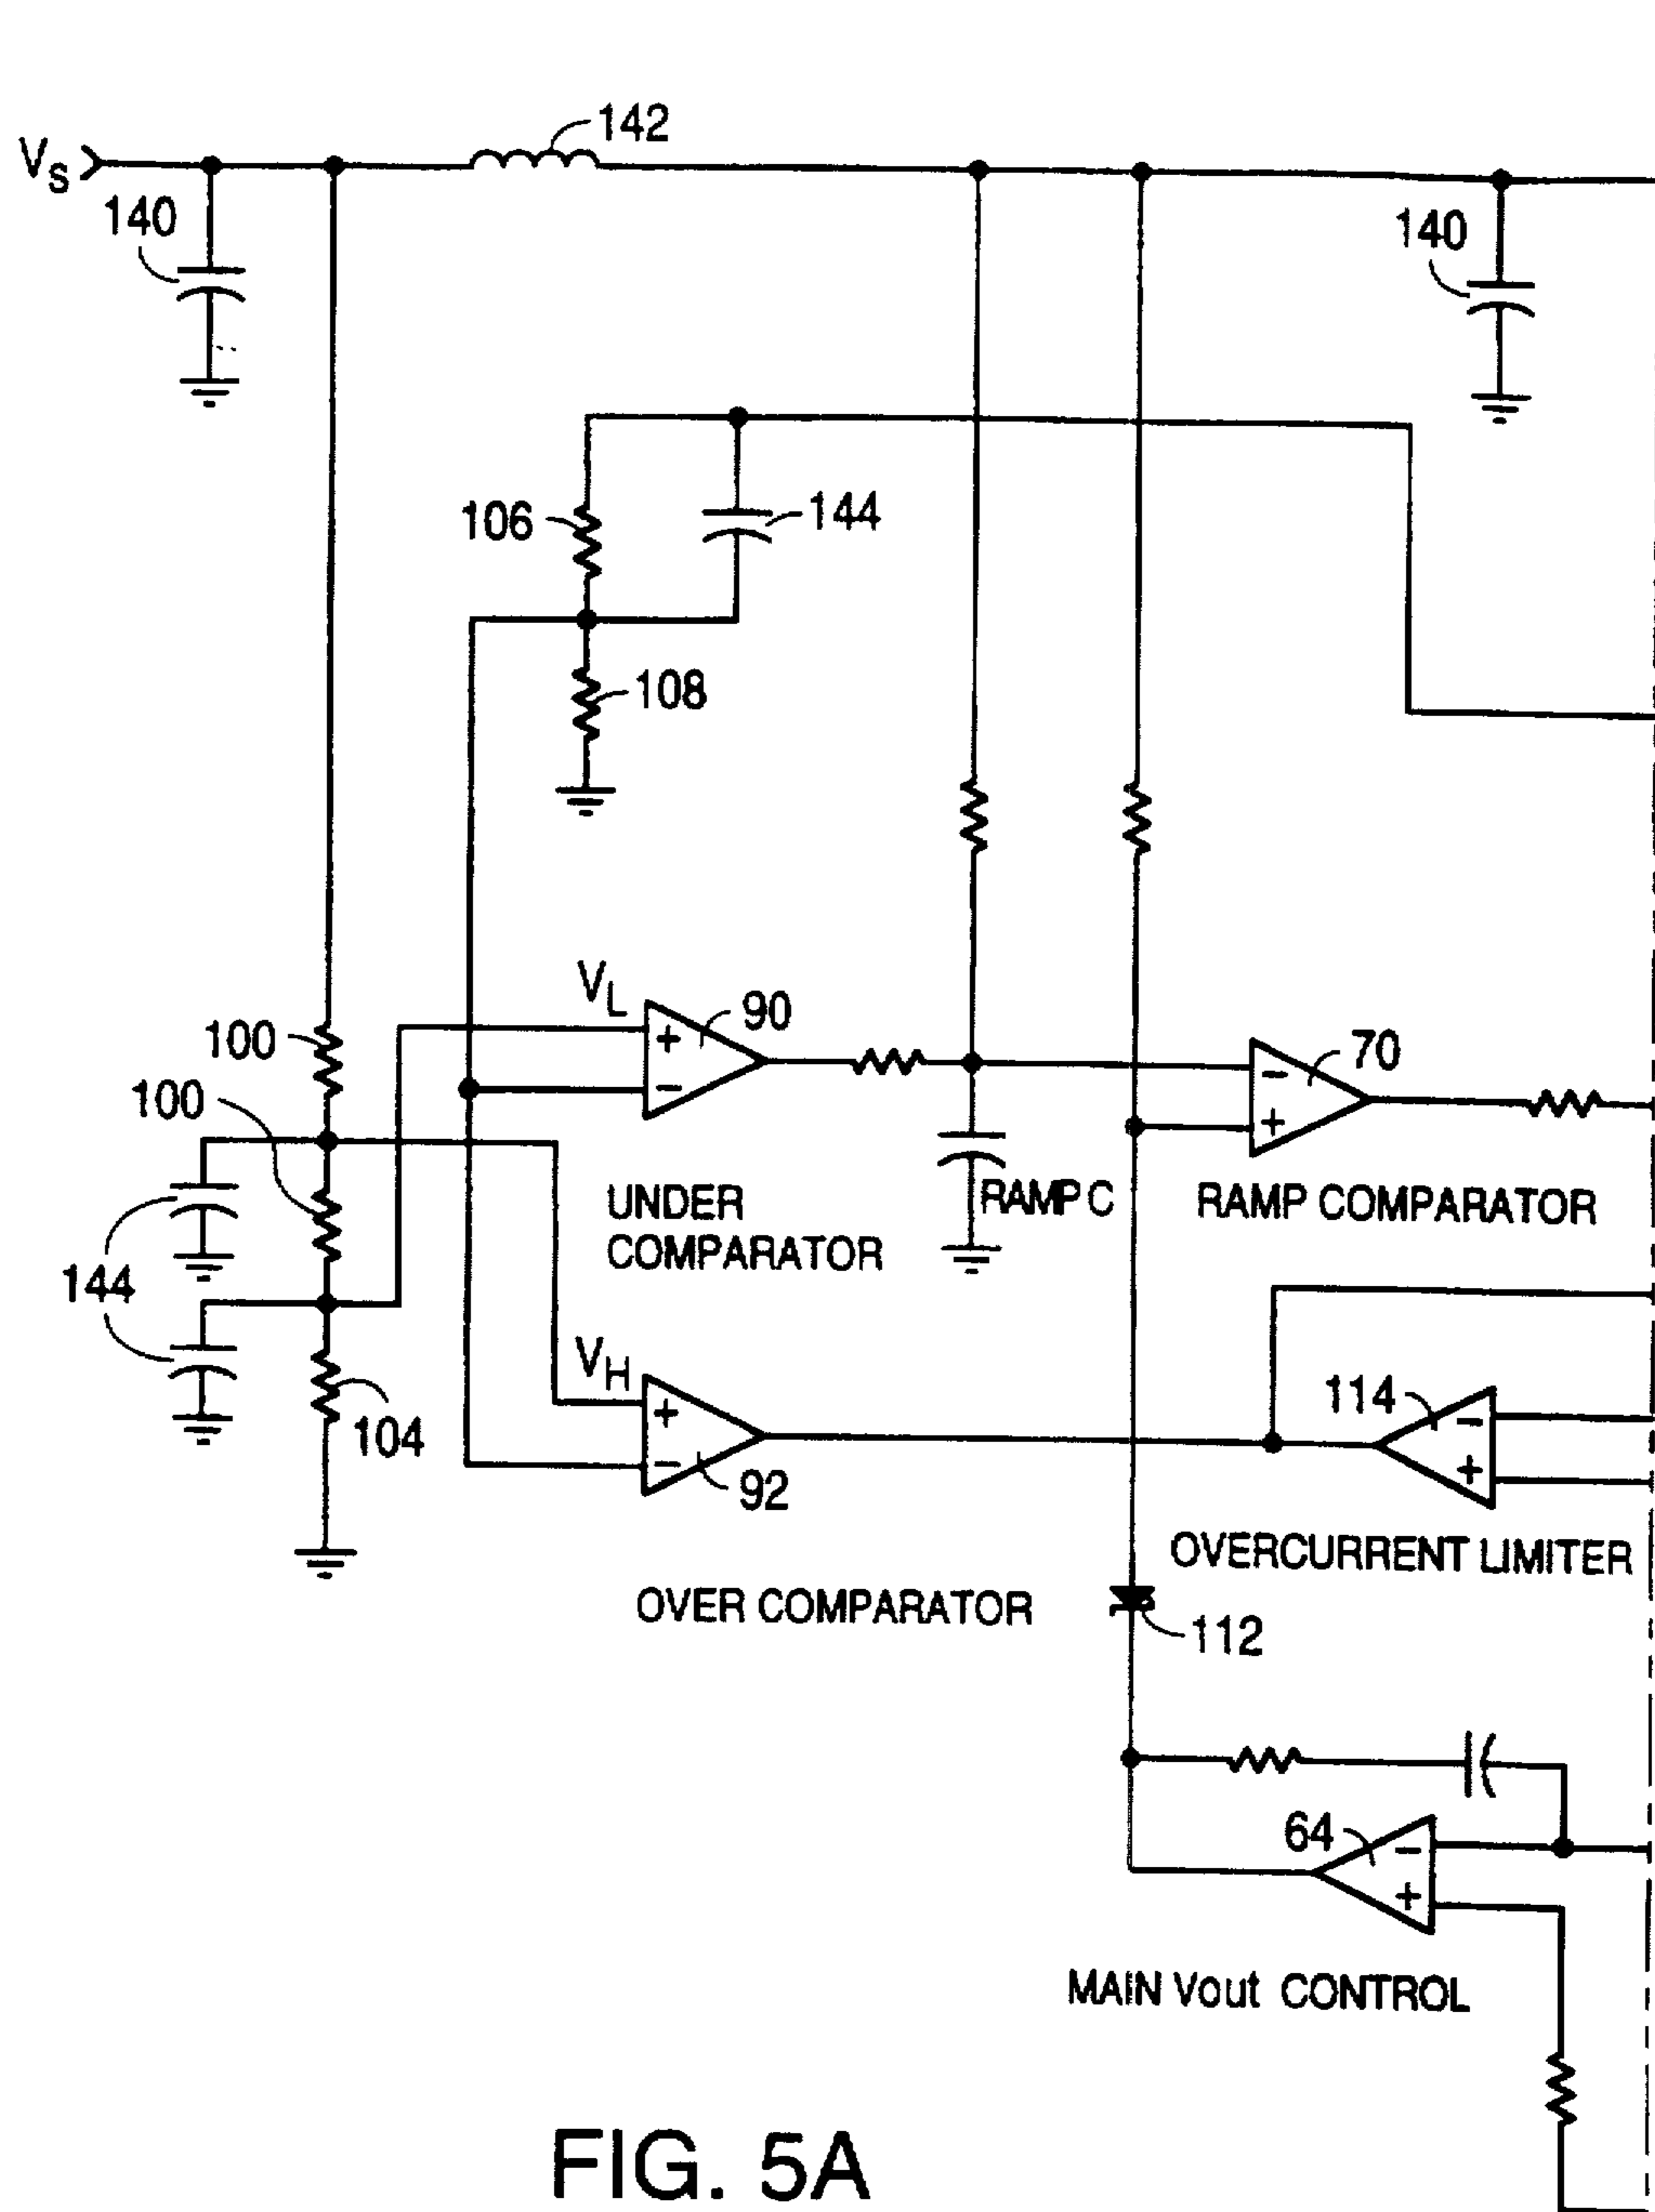 142
VS
140
140
106
144
108
VL
90
100
70
100
+
−
−
+
RAMP C
UNDER
COMPARATOR
RAMP COMPARATOR
144
VH
114
+
−
−
+
104
92
OVERCURRENT LIMITER
OVER COMPARATOR
112
64
−
+
MAIN Vout CONTROL
FIG. 5A